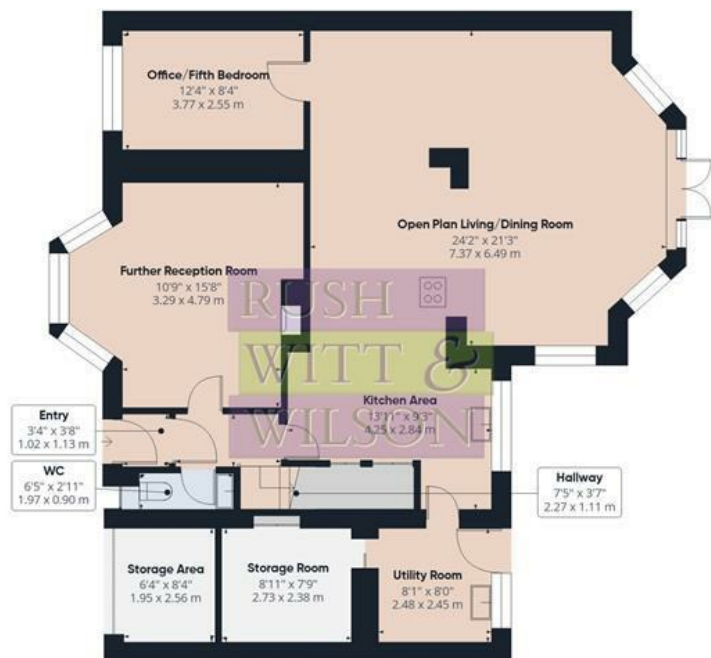 Office/Fifth Bedroom
12'4" x 8'4"
3.77 x 2.55 m
Open Plan Living/Dining Room
24'2" x 21'3"
7.37 x 6.49 m
Further Reception Room
10'9" x 15'8"
3.29 x 4.79 m
RUSH
WITT &
WILSON
Kitchen Area
13'11" x 9'3"
4.25 x 2.84 m
Entry
3'4" x 3'8"
1.02 x 1.13 m
WC
6'5" x 2'11"
1.97 x 0.90 m
Hallway
7'5" x 3'7"
2.27 x 1.11 m
Storage Area
6'4" x 8'4"
1.95 x 2.56 m
Storage Room
8'11" x 7'9"
2.73 x 2.38 m
Utility Room
8'1" x 8'0"
2.48 x 2.45 m